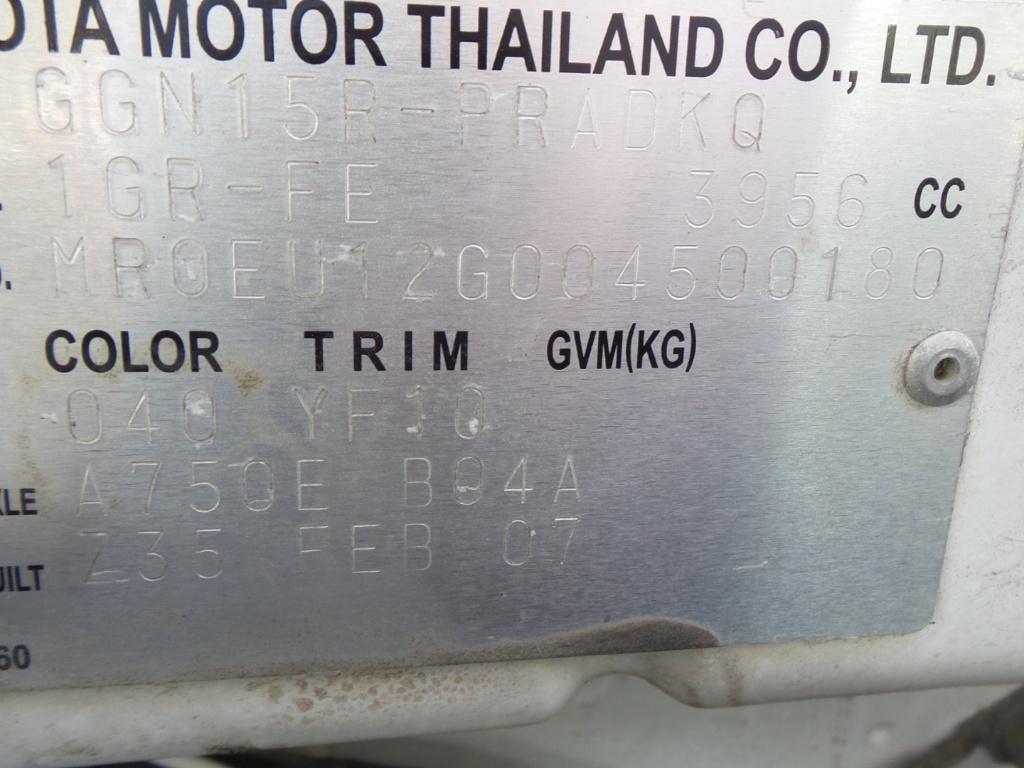 OTA MOTOR THAILAND CO., LTD.
GGN15R-PRADKQ
1GR-FE 3956 CC
O. MR0EU12G004500180
COLOR TRIM GVM(KG)
040 YF10
XLE A750E B04A
UILT Z35 FEB 07
60